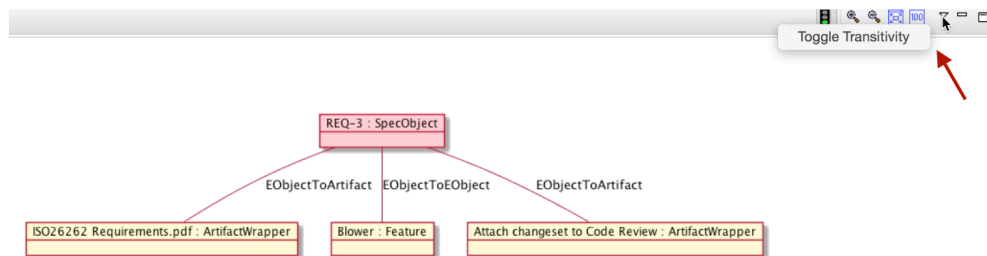 100
Toggle Transitivity
REQ-3 : SpecObject
EObjectToArtifact EObjectToEObject EObjectToArtifact
ISO26262 Requirements.pdf : ArtifactWrapper Blower : Feature Attach changeset to Code Review : ArtifactWrapper